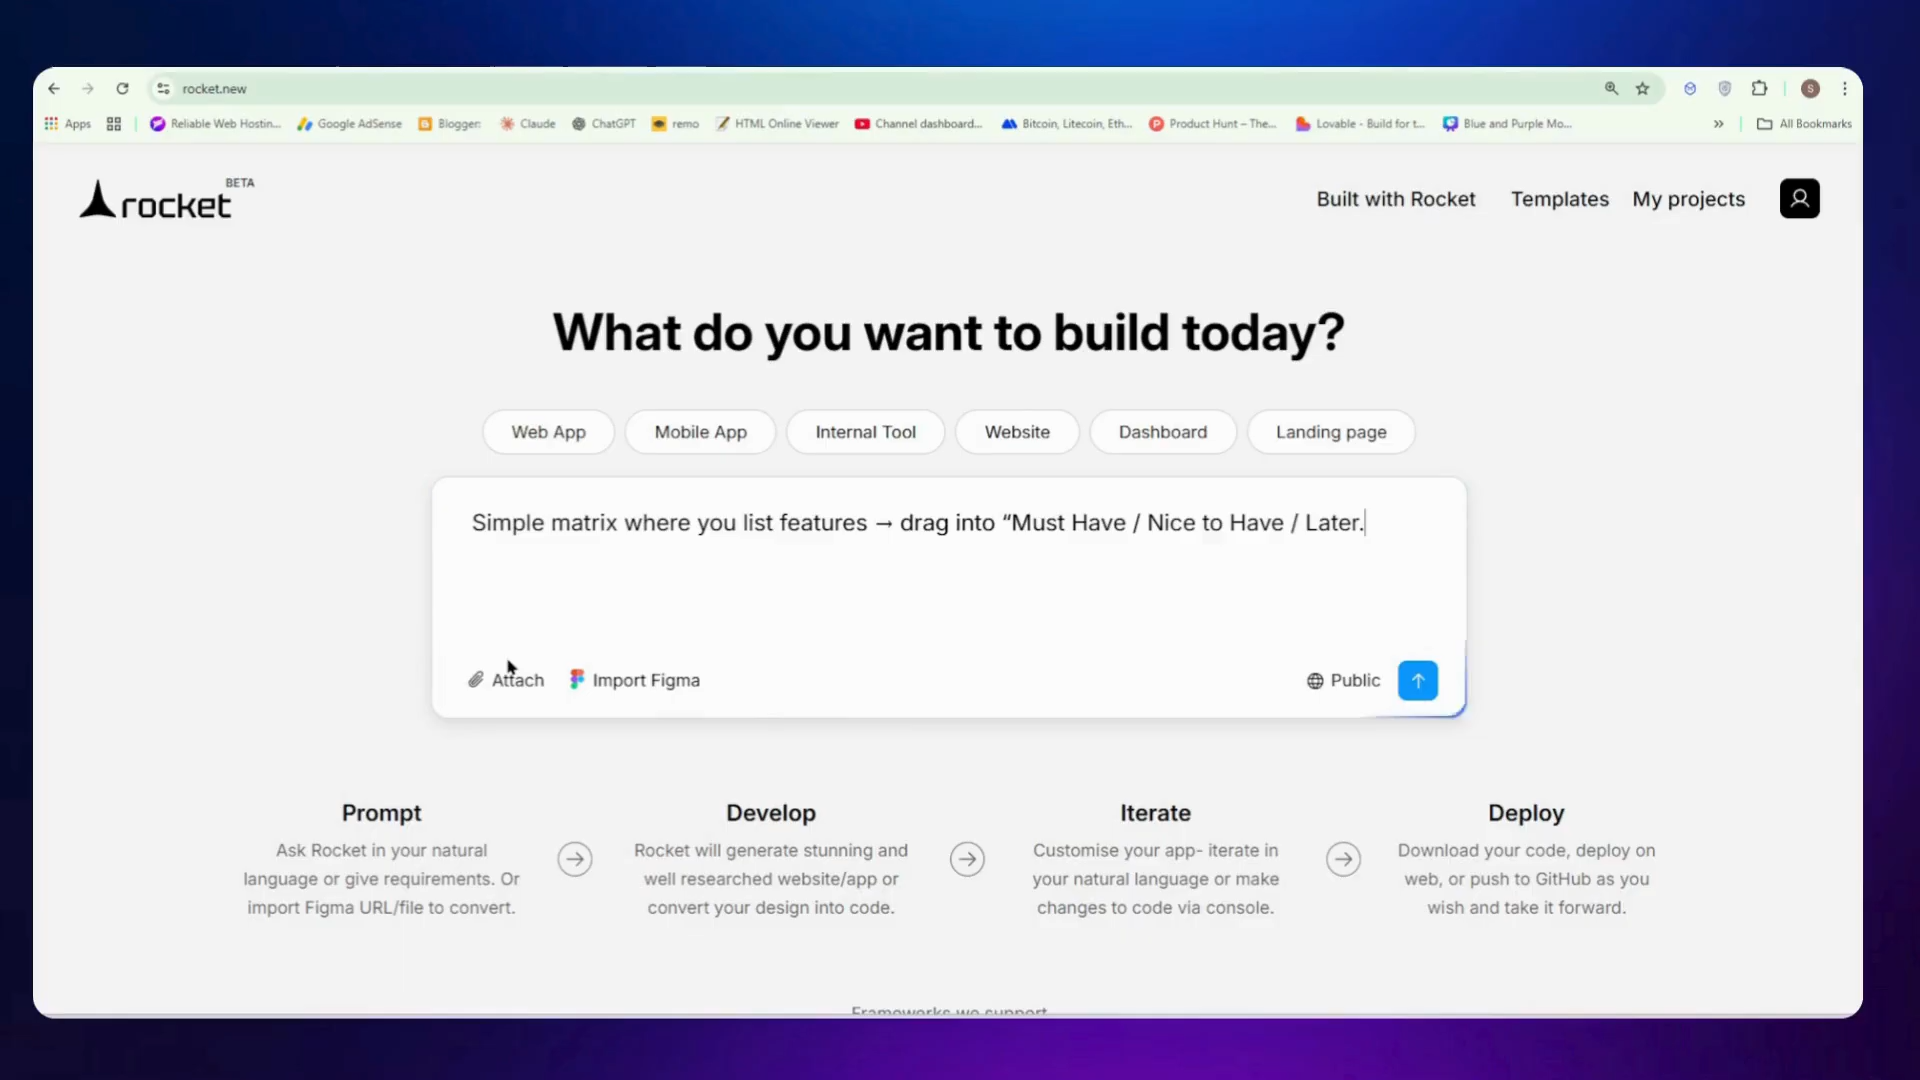 rocket.new
Apps
Reliable Web Hostin...
Google AdSense
Blogger:
Claude
ChatGPT
remo
HTML Online Viewer
Channel dashboard...
Bitcoin, Litecoin, Eth...
Product Hunt – The...
Lovable - Build for t...
Blue and Purple Mo...
»
All Bookmarks
S
rocket BETA
Built with Rocket
Templates
My projects
What do you want to build today?
Web App
Mobile App
Internal Tool
Website
Dashboard
Landing page
Simple matrix where you list features → drag into “Must Have / Nice to Have / Later.
Attach
Import Figma
Public
Prompt
Ask Rocket in your natural
language or give requirements. Or
import Figma URL/file to convert.
Develop
Rocket will generate stunning and
well researched website/app or
convert your design into code.
Iterate
Customise your app- iterate in
your natural language or make
changes to code via console.
Deploy
Download your code, deploy on
web, or push to GitHub as you
wish and take it forward.
Frameworks we support